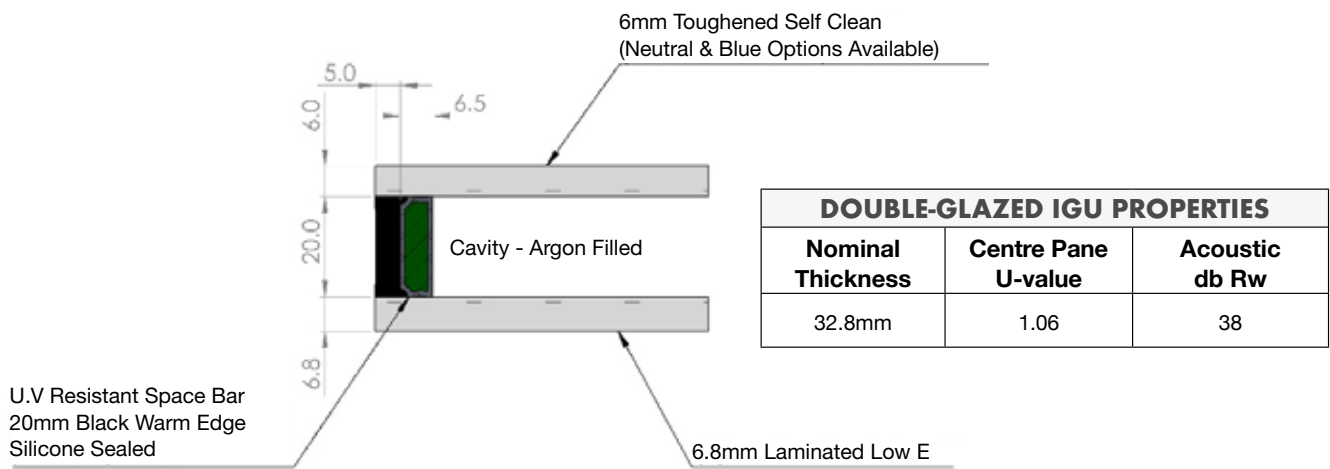 6mm Toughened Self Clean
(Neutral & Blue Options Available)
5.0
6.5
6.0
20.0
6.8
Cavity - Argon Filled
DOUBLE-GLAZED IGU PROPERTIES
Nominal Thickness
Centre Pane U-value
Acoustic db Rw
32.8mm
1.06
38
U.V Resistant Space Bar
20mm Black Warm Edge
Silicone Sealed
6.8mm Laminated Low E